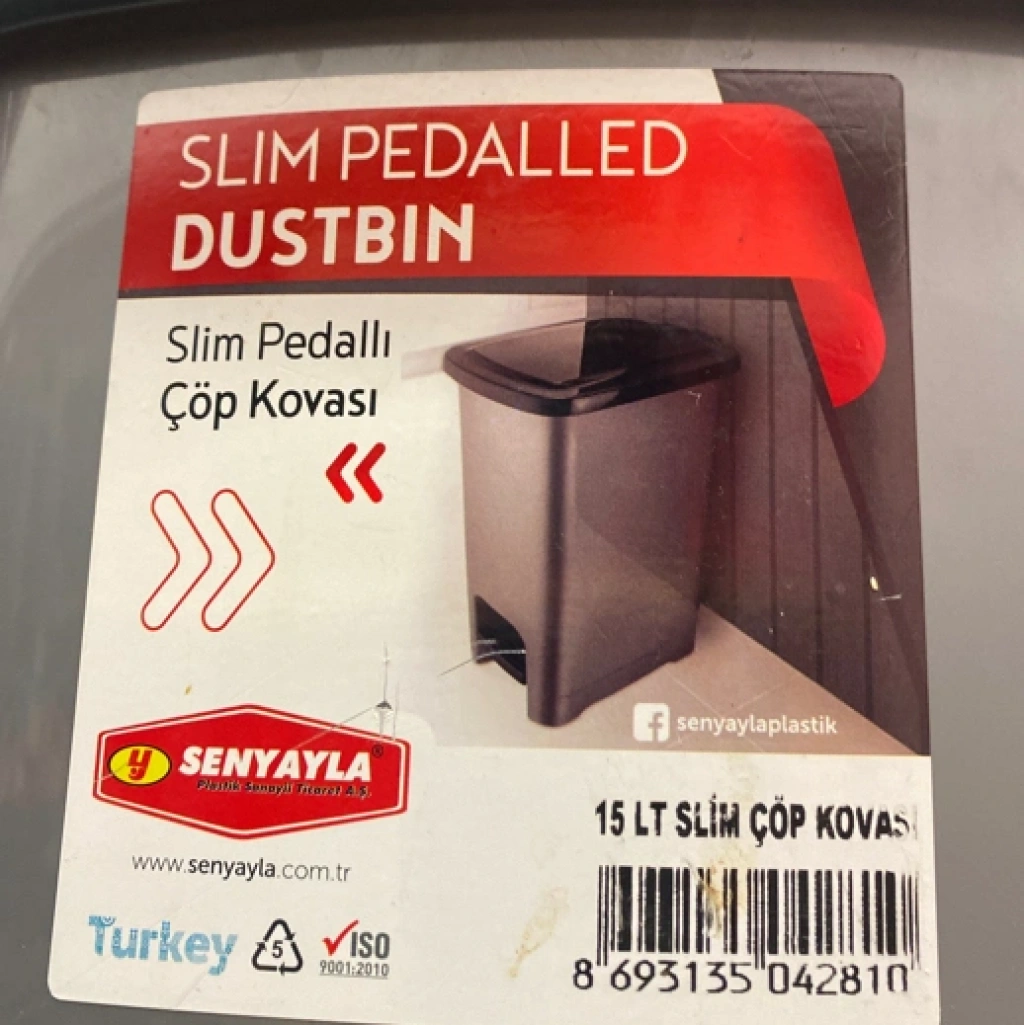 SLIM PEDALLED
DUSTBIN
Slim Pedallı
Çöp Kovası
senyaylaplastik
SENYAYLA®
Plastik Sanayii Ticaret A.Ş.
www.senyayla.com.tr
15 LT SLİM ÇÖP KOVASI
Turkey
5
ISO
9001:2010
8 693135 042810